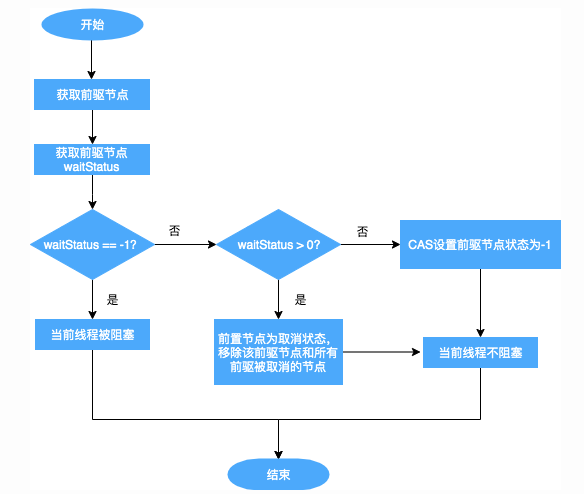 开始
获取前驱节点
获取前驱节点
waitStatus
waitStatus == -1?
否
waitStatus > 0?
否
CAS设置前驱节点状态为-1
是
是
当前线程被阻塞
前置节点为取消状态，
移除该前驱节点和所有
前驱被取消的节点
当前线程不阻塞
结束